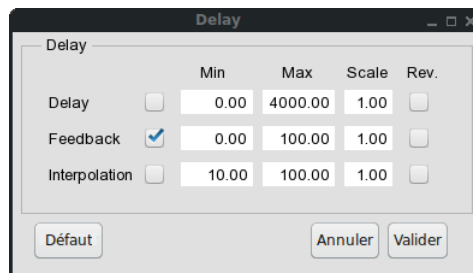 Delay
Delay
Min Max Scale Rev.
Delay 0.00 4000.00 1.00
Feedback 0.00 100.00 1.00
Interpolation 10.00 100.00 1.00
Défaut Annuler Valider